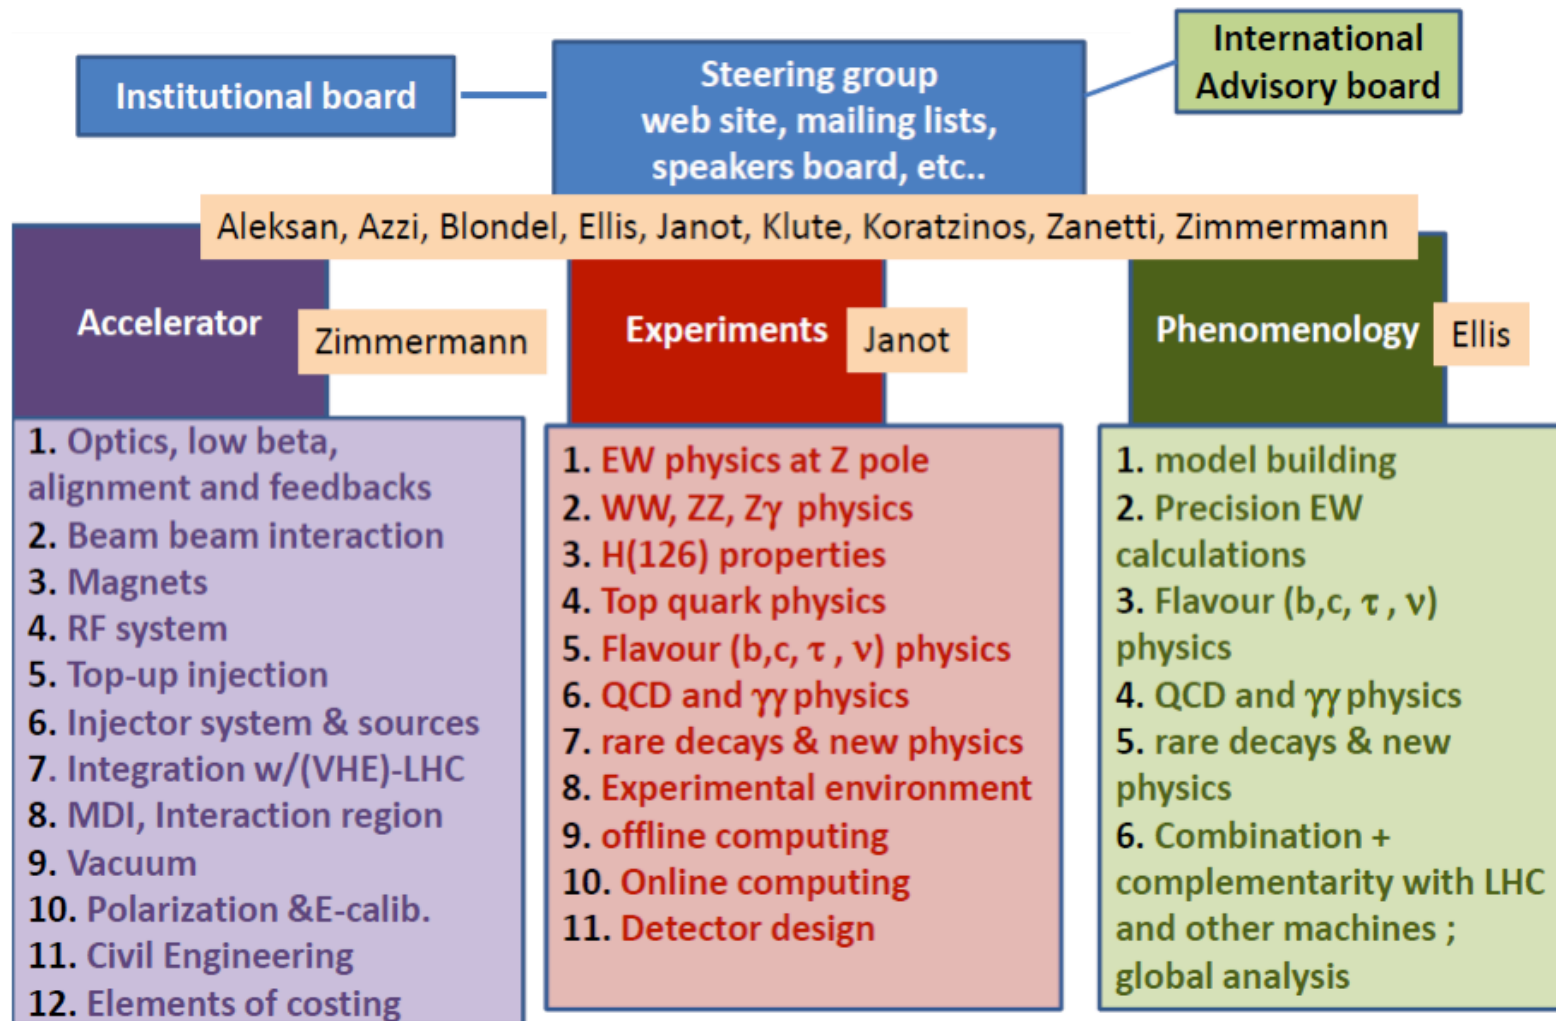 Institutional board
Steering group
web site, mailing lists,
speakers board, etc..
International
Advisory board
Aleksan, Azzi, Blondel, Ellis, Janot, Klute, Koratzinos, Zanetti, Zimmermann
Accelerator
Zimmermann
1. Optics, low beta,
alignment and feedbacks
2. Beam beam interaction
3. Magnets
4. RF system
5. Top-up injection
6. Injector system & sources
7. Integration w/(VHE)-LHC
8. MDI, Interaction region
9. Vacuum
10. Polarization &E-calib.
11. Civil Engineering
12. Elements of costing
Experiments
Janot
1. EW physics at Z pole
2. WW, ZZ, Zγ physics
3. H(126) properties
4. Top quark physics
5. Flavour (b,c, τ , ν) physics
6. QCD and γγ physics
7. rare decays & new physics
8. Experimental environment
9. offline computing
10. Online computing
11. Detector design
Phenomenology
Ellis
1. model building
2. Precision EW
calculations
3. Flavour (b,c, τ , ν)
physics
4. QCD and γγ physics
5. rare decays & new
physics
6. Combination +
complementarity with LHC
and other machines ;
global analysis